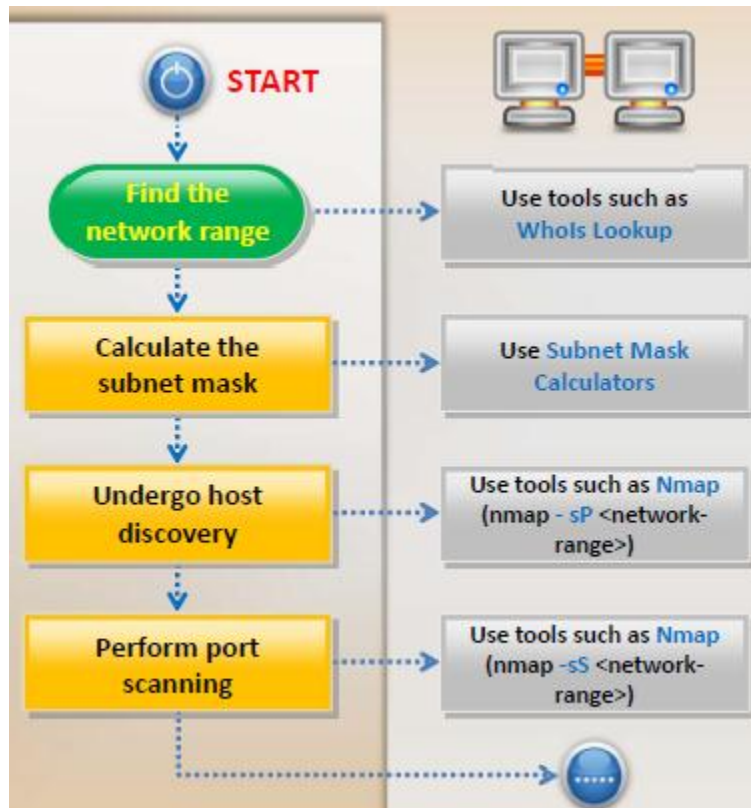 START
Find the
network range
Use tools such as
WhoIs Lookup
Calculate the
subnet mask
Use Subnet Mask
Calculators
Undergo host
discovery
Use tools such as Nmap
(nmap - sP <network-
range>)
Perform port
scanning
Use tools such as Nmap
(nmap -sS <network-
range>)
.....